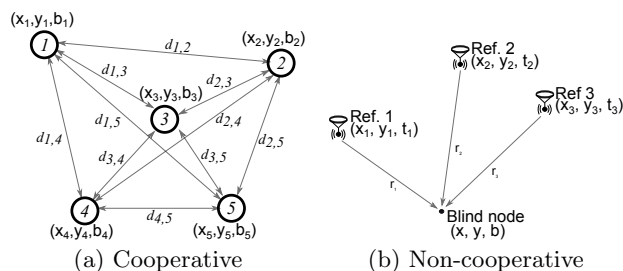 (x1,y1,b1)
1
d1,2
(x2,y2,b2)
2
d1,3
(x3,y3,b3)
d2,3
3
d1,5
d2,4
d1,4
d3,4
d3,5
d2,5
4
d4,5
5
(x4,y4,b4)
(x5,y5,b5)
(a) Cooperative
Ref. 2
(x2, y2, t2)
Ref 3
(x3, y3, t3)
Ref. 1
(x1, y1, t1)
r1
r2
r3
Blind node
(x, y, b)
(b) Non-cooperative